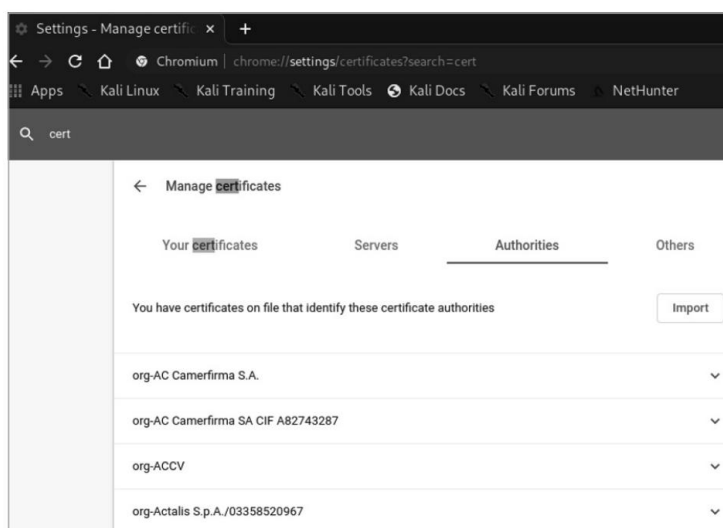 Settings - Manage certific × +
Chromium | chrome://settings/certificates?search=cert
Apps Kali Linux Kali Training Kali Tools Kali Docs Kali Forums NetHunter
cert
Manage certificates
Your certificates Servers Authorities Others
You have certificates on file that identify these certificate authorities Import
org-AC Camerfirma S.A.
org-AC Camerfirma SA CIF A82743287
org-ACCV
org-Actalis S.p.A./03358520967